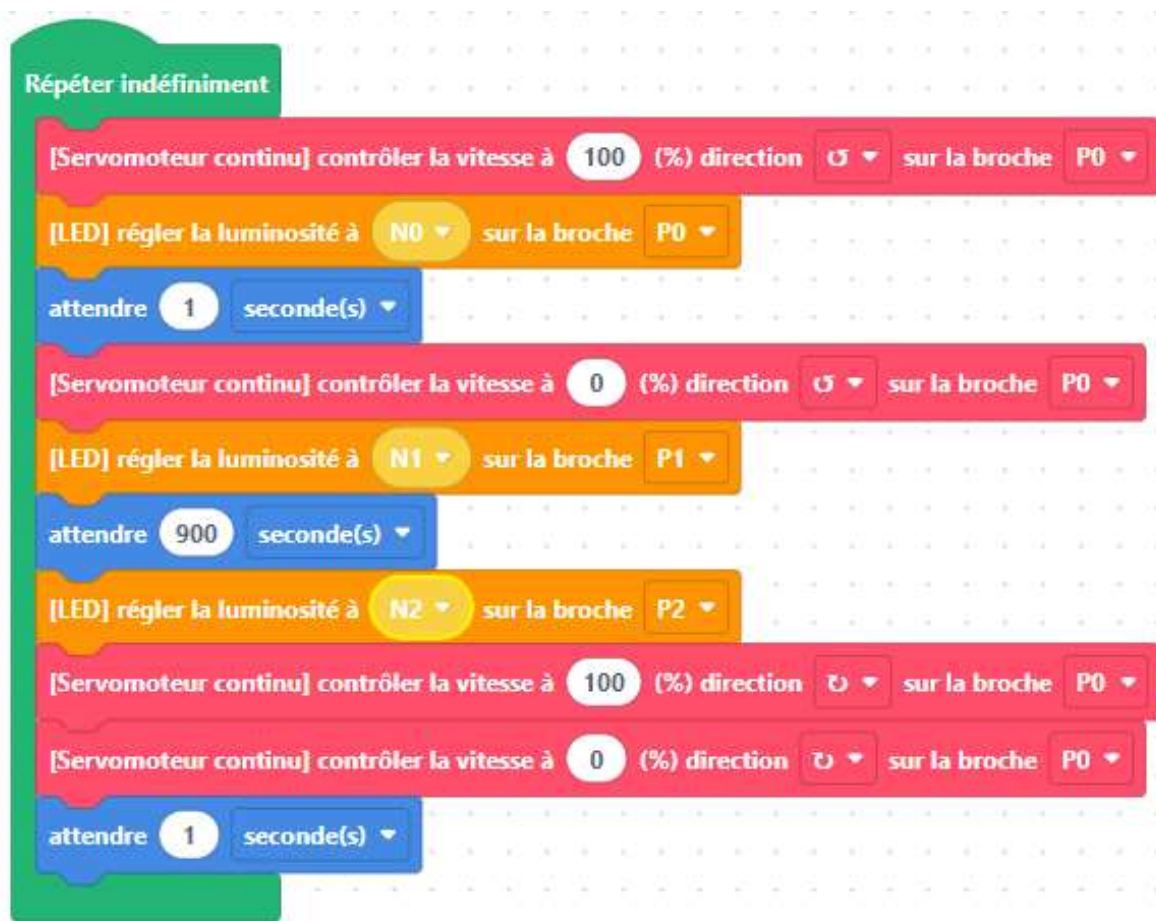 Répéter indéfiniment
[Servomoteur continu] contrôler la vitesse à 100 (%) direction ↺ sur la broche P0
[LED] régler la luminosité à N0 sur la broche P0
attendre 1 seconde(s)
[Servomoteur continu] contrôler la vitesse à 0 (%) direction ↺ sur la broche P0
[LED] régler la luminosité à N1 sur la broche P1
attendre 900 seconde(s)
[LED] régler la luminosité à N2 sur la broche P2
[Servomoteur continu] contrôler la vitesse à 100 (%) direction ↻ sur la broche P0
[Servomoteur continu] contrôler la vitesse à 0 (%) direction ↻ sur la broche P0
attendre 1 seconde(s)